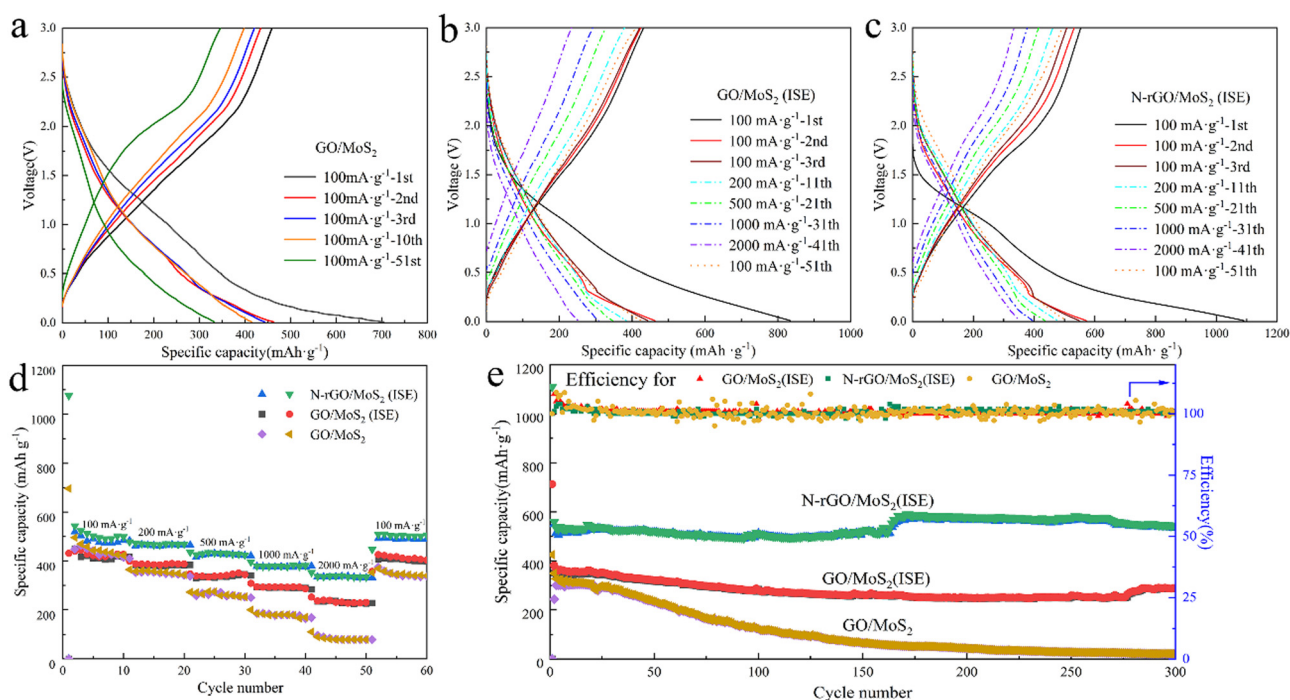 a
3.0
2.5
2.0
1.5
1.0
0.5
0.0
Voltage(V)
GO/MoS₂
100mA·g⁻¹-1st
100mA·g⁻¹-2nd
100mA·g⁻¹-3rd
100mA·g⁻¹-10th
100mA·g⁻¹-51st
0 100 200 300 400 500 600 700 800
Specific capacity(mAh·g⁻¹)
b
3.0
2.5
2.0
1.5
1.0
0.5
0.0
Voltage (V)
GO/MoS₂ (ISE)
100 mA·g⁻¹-1st
100 mA·g⁻¹-2nd
100 mA·g⁻¹-3rd
200 mA·g⁻¹-11th
500 mA·g⁻¹-21th
1000 mA·g⁻¹-31th
2000 mA·g⁻¹-41th
100 mA·g⁻¹-51th
0 200 400 600 800 1000
Specific capacity (mAh ·g⁻¹)
c
3.0
2.5
2.0
1.5
1.0
0.5
0.0
Voltage (V)
N-rGO/MoS₂ (ISE)
100 mA·g⁻¹-1st
100 mA·g⁻¹-2nd
100 mA·g⁻¹-3rd
200 mA·g⁻¹-11th
500 mA·g⁻¹-21th
1000 mA·g⁻¹-31th
2000 mA·g⁻¹-41th
100 mA·g⁻¹-51th
0 200 400 600 800 1000 1200
Specific capacity (mAh·g⁻¹)
d
1200
1000
800
600
400
200
0
Specific capacity (mAh g⁻¹)
N-rGO/MoS₂ (ISE)
GO/MoS₂ (ISE)
GO/MoS₂
100 mA·g⁻¹
200 mA·g⁻¹
500 mA·g⁻¹
1000 mA·g⁻¹
2000 mA·g⁻¹
100 mA·g⁻¹
0 10 20 30 40 50 60
Cycle number
e
Efficiency for GO/MoS₂(ISE) N-rGO/MoS₂(ISE) GO/MoS₂
1200
1000
800
600
400
200
0
Specific capacity(mAh·g⁻¹)
N-rGO/MoS₂(ISE)
GO/MoS₂(ISE)
GO/MoS₂
100
75
50
25
0
Efficiency(%)
0 50 100 150 200 250 300
Cycle number